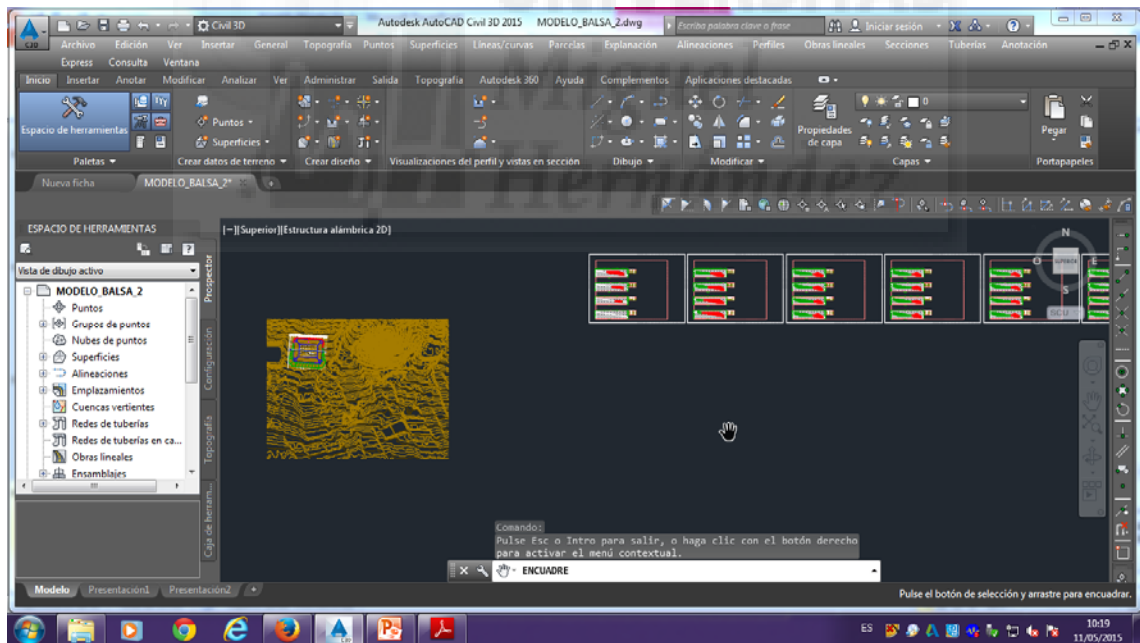 Civil 3D
Autodesk AutoCAD Civil 3D 2015 MODELO_BALSA_2.dwg
Escriba palabra clave o frase
Iniciar sesión
C3D
Archivo Edición Ver Insertar General Topografía Puntos Superficies Líneas/curvas Parcelas Explanación Alineaciones Perfiles Obras lineales Secciones Tuberías Anotación
Express Consulta Ventana
Inicio Insertar Anotar Modificar Analizar Ver Administrar Salida Topografía Autodesk 360 Ayuda Complementos Aplicaciones destacadas
Espacio de herramientas
Puntos
Superficies
Propiedades de capa
0
Pegar
Paletas Crear datos de terreno Crear diseño Visualizaciones del perfil y vistas en sección Dibujo Modificar Capas Portapapeles
Miguel
Hernández
Nueva ficha MODELO_BALSA_2*
ESPACIO DE HERRAMIENTAS
[−][Superior][Estructura alámbrica 2D]
Vista de dibujo activo
MODELO_BALSA_2
Puntos
Grupos de puntos
Nubes de puntos
Superficies
Alineaciones
Emplazamientos
Cuencas vertientes
Redes de tuberías
Redes de tuberías en ca...
Obras lineales
Ensamblajes
Prospector
Configuración
Topografía
Caja de herram...
N
O
SUPERIOR
E
S
SCU
Comando:
Pulse Esc o Intro para salir, o haga clic con el botón derecho
para activar el menú contextual.
ENCUADRE
Modelo Presentación1 Presentación2
Pulse el botón de selección y arrastre para encuadrar.
ES
10:19
11/05/2015